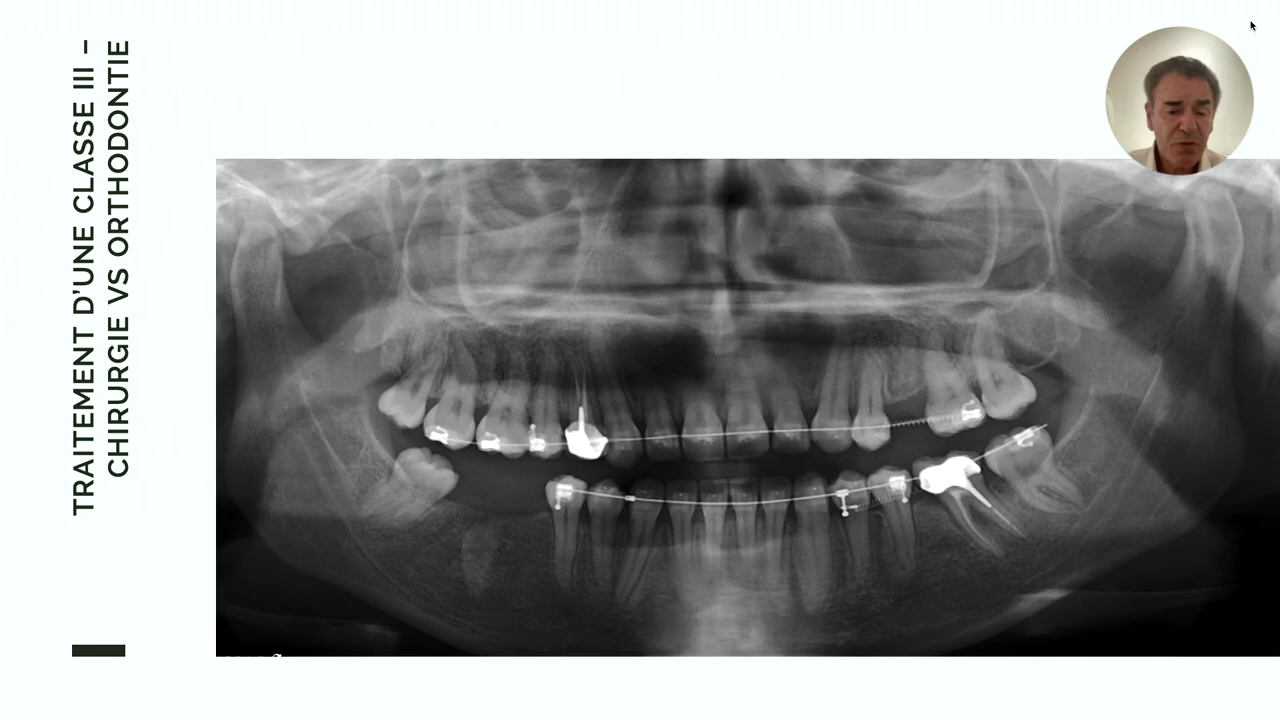 TRAITEMENT D'UNE CLASSE III –
CHIRURGIE VS ORTHODONTIE